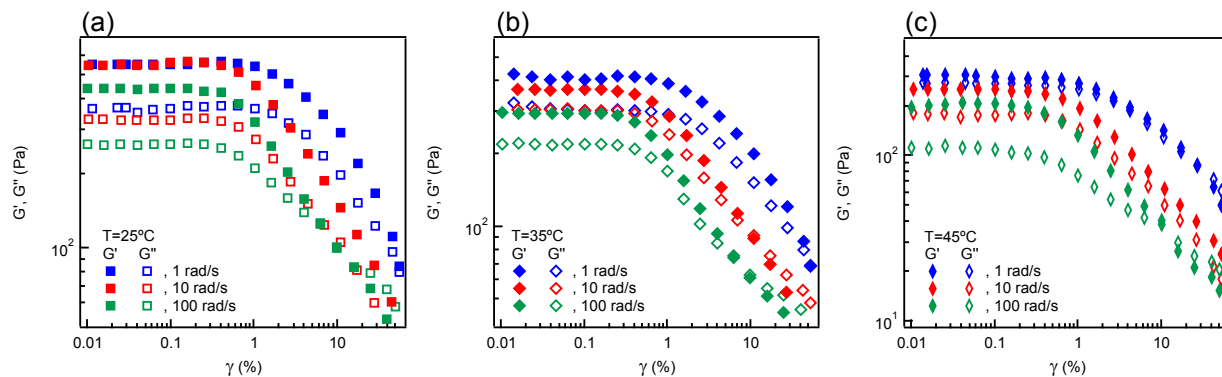 (a)
G', G'' (Pa)
10²
T=25ºC
G' G''
, 1 rad/s
, 10 rad/s
, 100 rad/s
0.01 0.1 1 10
γ (%)
(b)
G', G'' (Pa)
10²
T=35ºC
G' G''
, 1 rad/s
, 10 rad/s
, 100 rad/s
0.01 0.1 1 10
γ (%)
(c)
G', G'' (Pa)
10²
10¹
T=45ºC
G' G''
, 1 rad/s
, 10 rad/s
, 100 rad/s
0.01 0.1 1 10
γ (%)